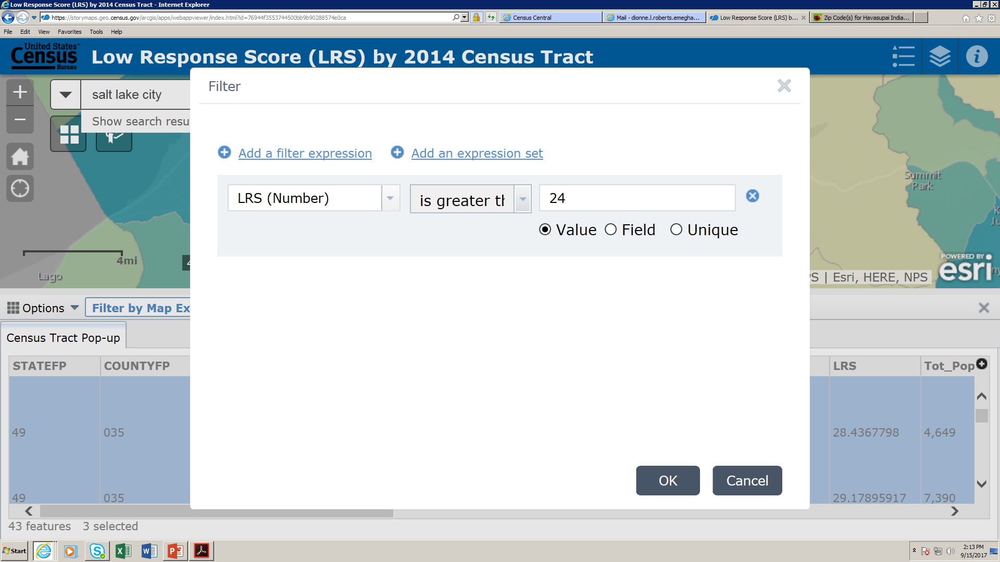 Low Response Score (LRS) by 2014 Census Tract - Internet Explorer
https://storymaps.geo.census.gov/arcgis/apps/webappviewer/index.html?id=76944f3553744500bb9b90288574e0ca
Census Central
Mail - dionne.l.roberts.emegha...
Low Response Score (LRS) b...
Zip Code(s) for Havasupai India...
File Edit View Favorites Tools Help
United States™
Census
Bureau
Low Response Score (LRS) by 2014 Census Tract
salt lake city
Show search resu
Filter
Add a filter expression
Add an expression set
LRS (Number)
is greater th
24
Value Field Unique
Summit
Park
K
Ju
4mi
Lago
POWERED BY
esri
S | Esri, HERE, NPS
Options
Filter by Map Ex
Census Tract Pop-up
STATEFP COUNTYFP LRS Tot_Pop
49 035 28.4367798 4,649
49 035 29.17895917 7,390
OK
Cancel
43 features 3 selected
Start
2:13 PM
9/15/2017